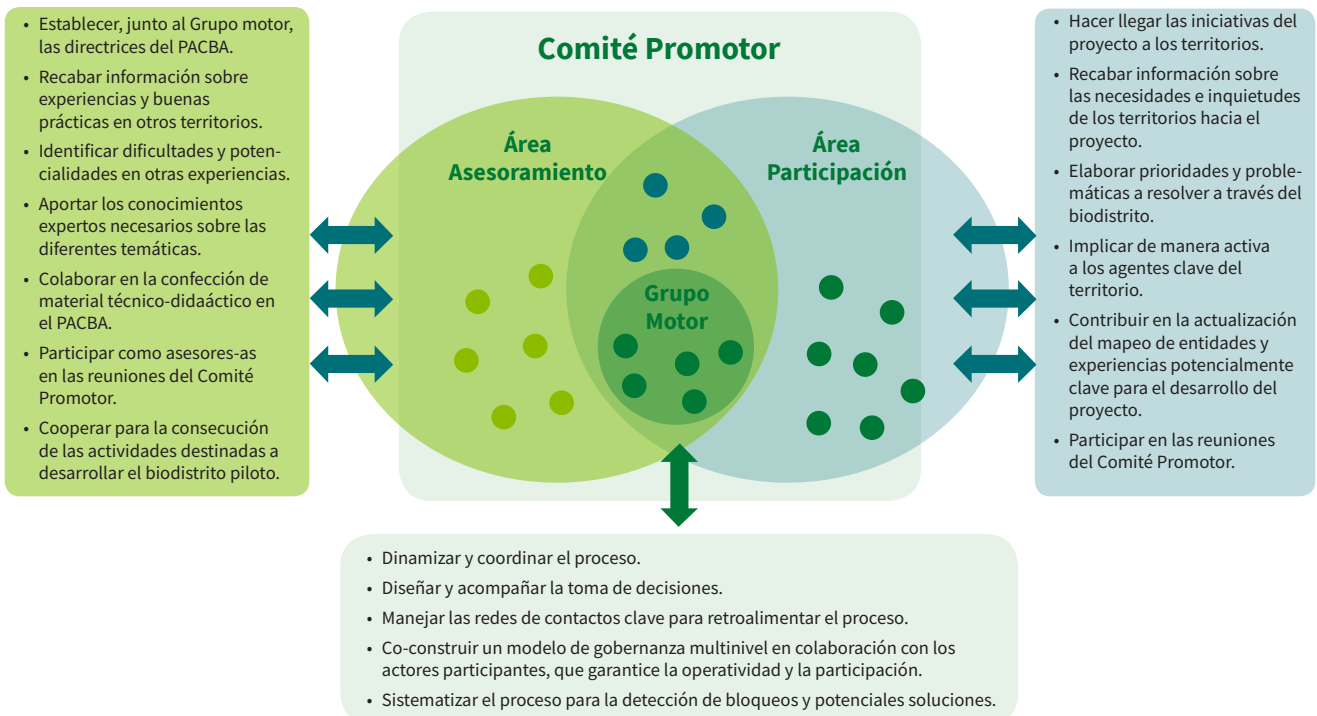 • Establecer, junto al Grupo motor,
las directrices del PACBA.
• Recabar información sobre
experiencias y buenas
prácticas en otros territorios.
• Identificar dificultades y poten-
cialidades en otras experiencias.
• Aportar los conocimientos
expertos necesarios sobre las
diferentes temáticas.
• Colaborar en la confección de
material técnico-didaáctico en
el PACBA.
• Participar como asesores-as
en las reuniones del Comité
Promotor.
• Cooperar para la consecución
de las actividades destinadas a
desarrollar el biodistrito piloto.
Comité Promotor
Área
Asesoramiento
Área
Participación
Grupo
Motor
• Hacer llegar las iniciativas del
proyecto a los territorios.
• Recabar información sobre
las necesidades e inquietudes
de los territorios hacia el
proyecto.
• Elaborar prioridades y proble-
máticas a resolver a través del
biodistrito.
• Implicar de manera activa
a los agentes clave del
territorio.
• Contribuir en la actualización
del mapeo de entidades y
experiencias potencialmente
clave para el desarrollo del
proyecto.
• Participar en las reuniones
del Comité Promotor.
• Dinamizar y coordinar el proceso.
• Diseñar y acompañar la toma de decisiones.
• Manejar las redes de contactos clave para retroalimentar el proceso.
• Co-construir un modelo de gobernanza multinivel en colaboración con los
actores participantes, que garantice la operatividad y la participación.
• Sistematizar el proceso para la detección de bloqueos y potenciales soluciones.